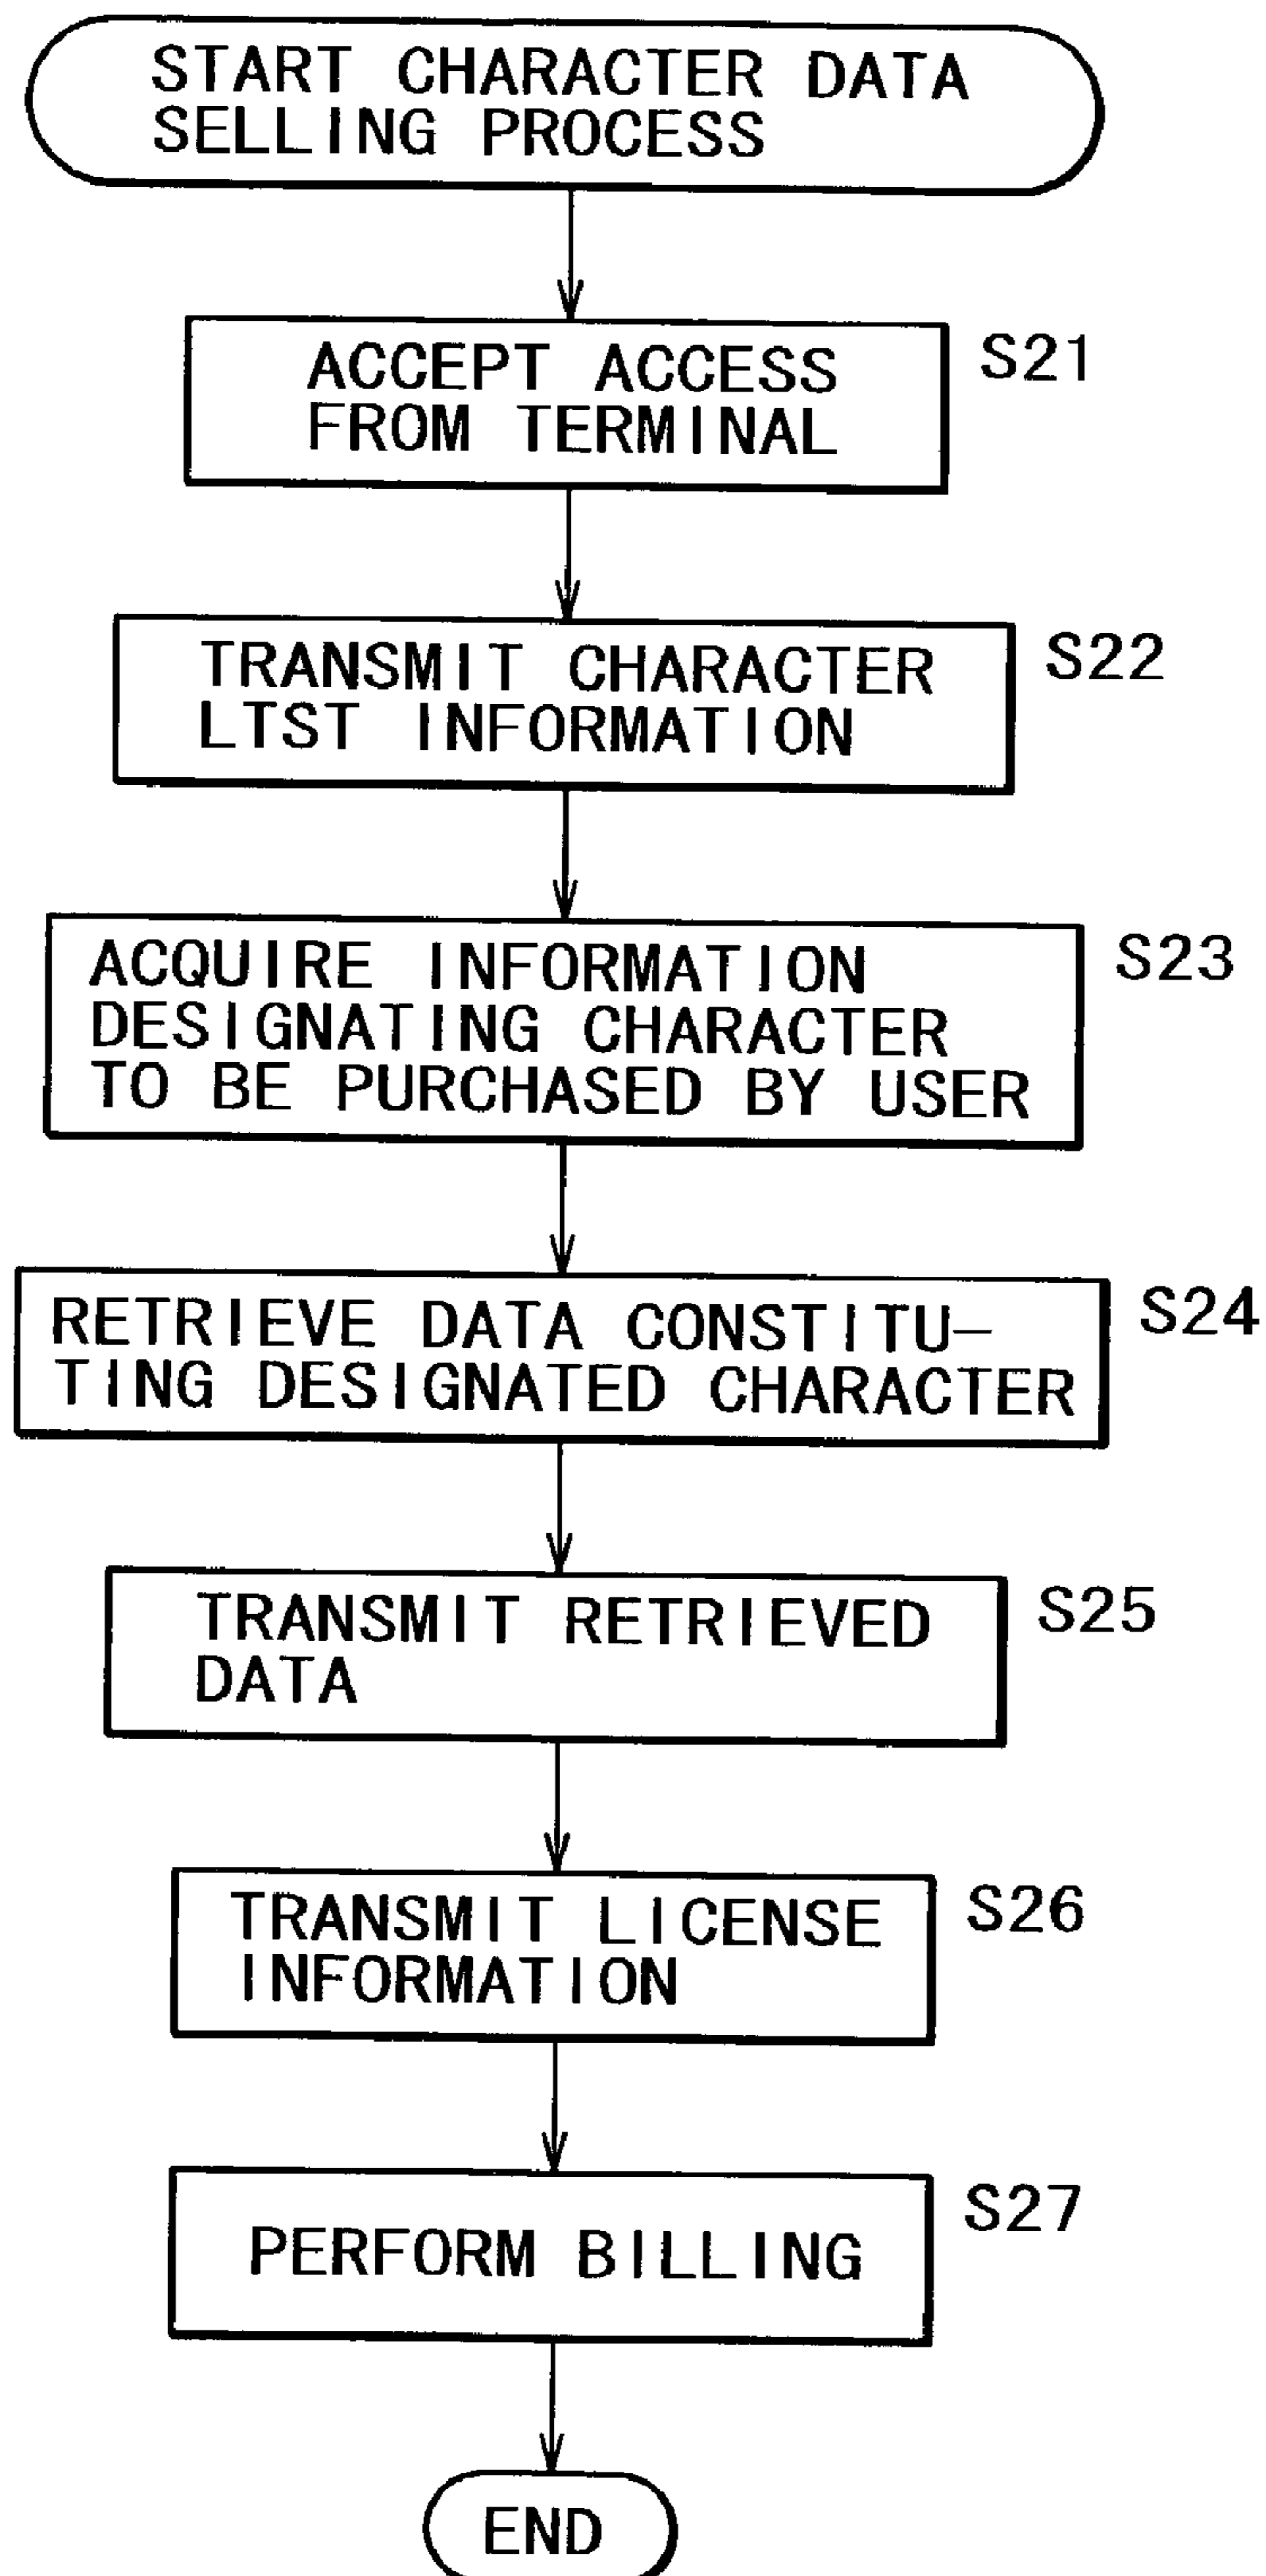 START CHARACTER DATA
SELLING PROCESS
ACCEPT ACCESS
FROM TERMINAL
S21
TRANSMIT CHARACTER
LTST INFORMATION
S22
ACQUIRE INFORMATION
DESIGNATING CHARACTER
TO BE PURCHASED BY USER
S23
RETRIEVE DATA CONSTITU-
TING DESIGNATED CHARACTER
S24
TRANSMIT RETRIEVED
DATA
S25
TRANSMIT LICENSE
INFORMATION
S26
PERFORM BILLING
S27
END